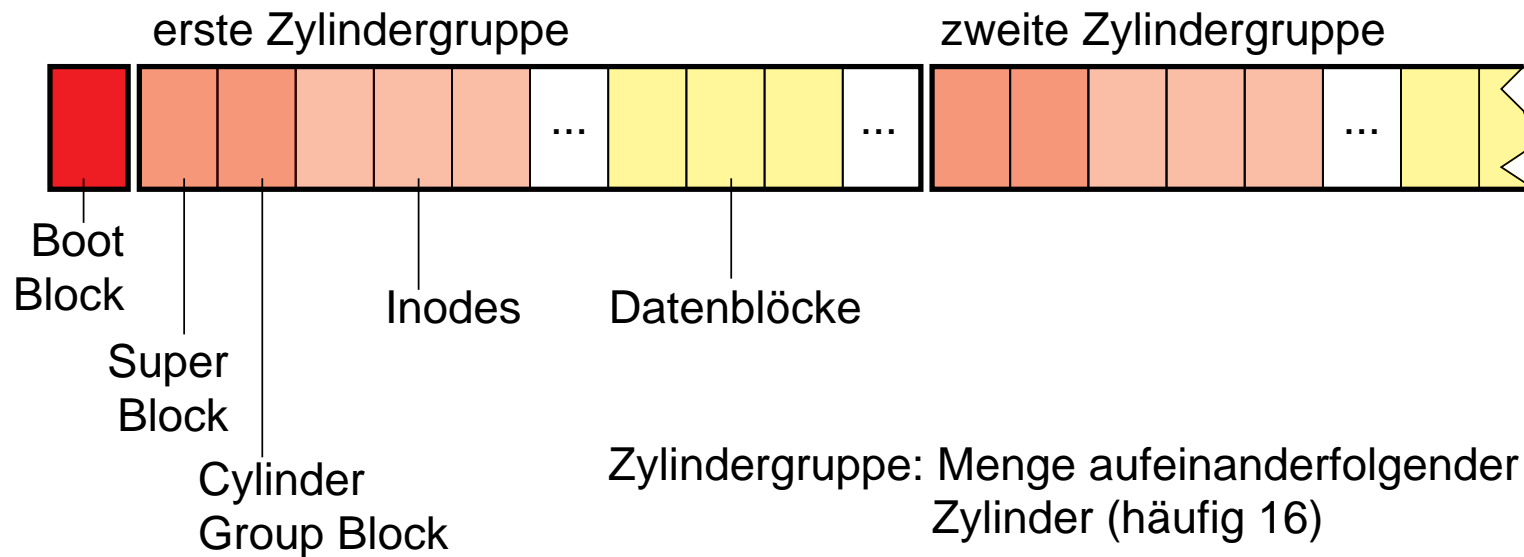 erste Zylindergruppe
zweite Zylindergruppe
...
...
...
Boot
Block
Inodes
Datenblöcke
Super
Block
Cylinder
Group Block
Zylindergruppe: Menge aufeinanderfolgender
Zylinder (häufig 16)